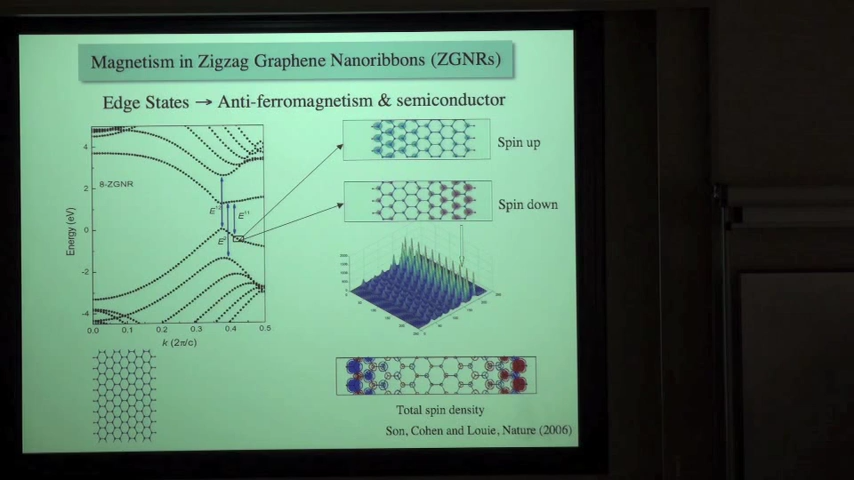 Magnetism in Zigzag Graphene Nanoribbons (ZGNRs)
Edge States → Anti-ferromagnetism & semiconductor
Spin up
Spin down
8-ZGNR
Energy (eV)
4
2
0
-2
-4
0.0 0.1 0.2 0.3 0.4 0.5
k (2π/c)
E¹¹
Total spin density
Son, Cohen and Louie, Nature (2006)